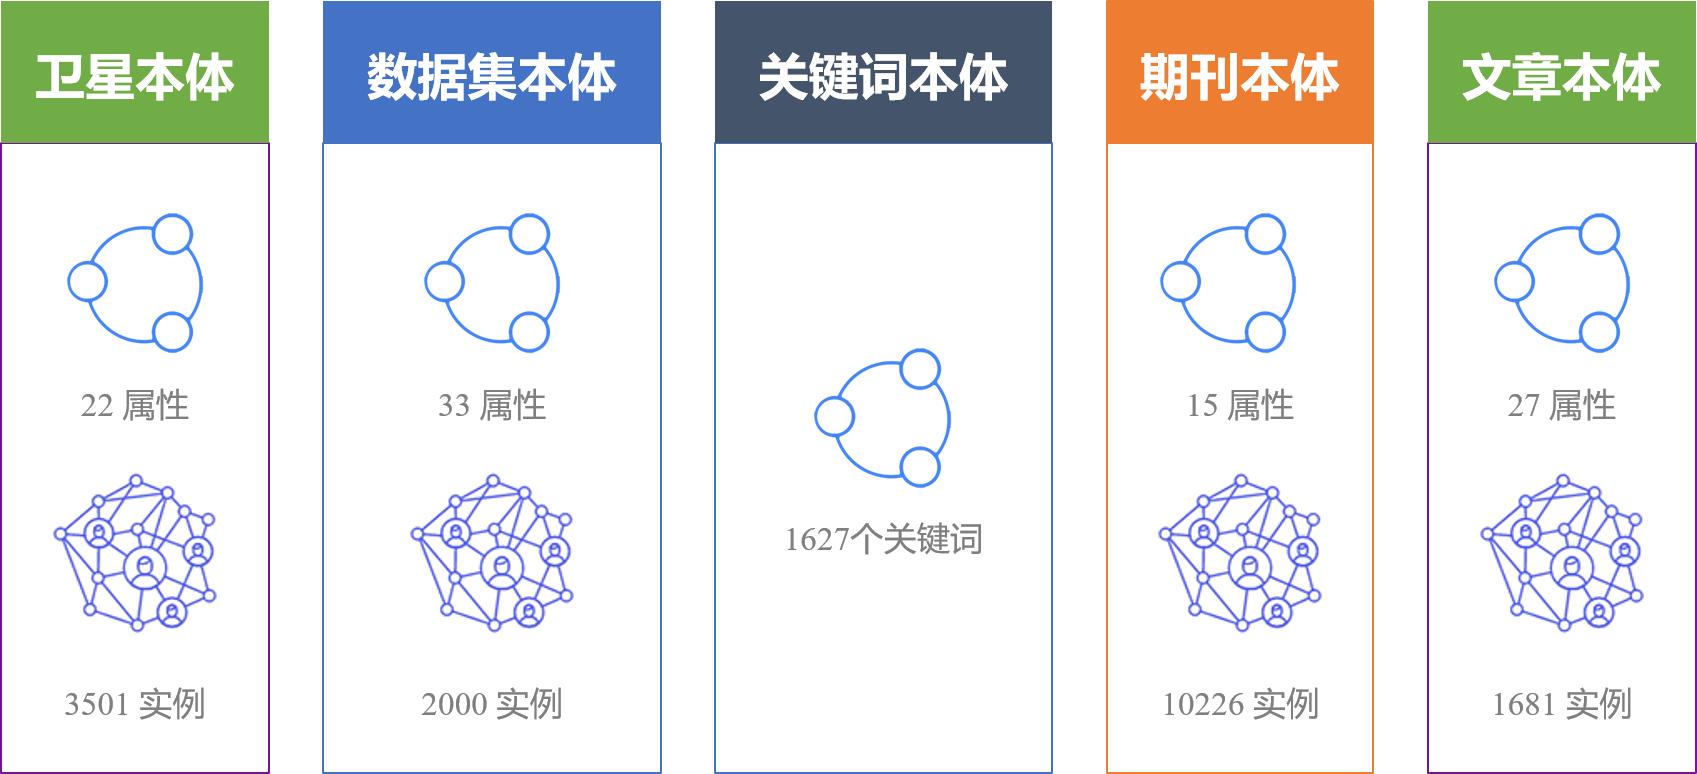 卫星本体
22 属性
3501 实例
数据集本体
33 属性
2000 实例
关键词本体
1627个关键词
期刊本体
15 属性
10226 实例
文章本体
27 属性
1681 实例